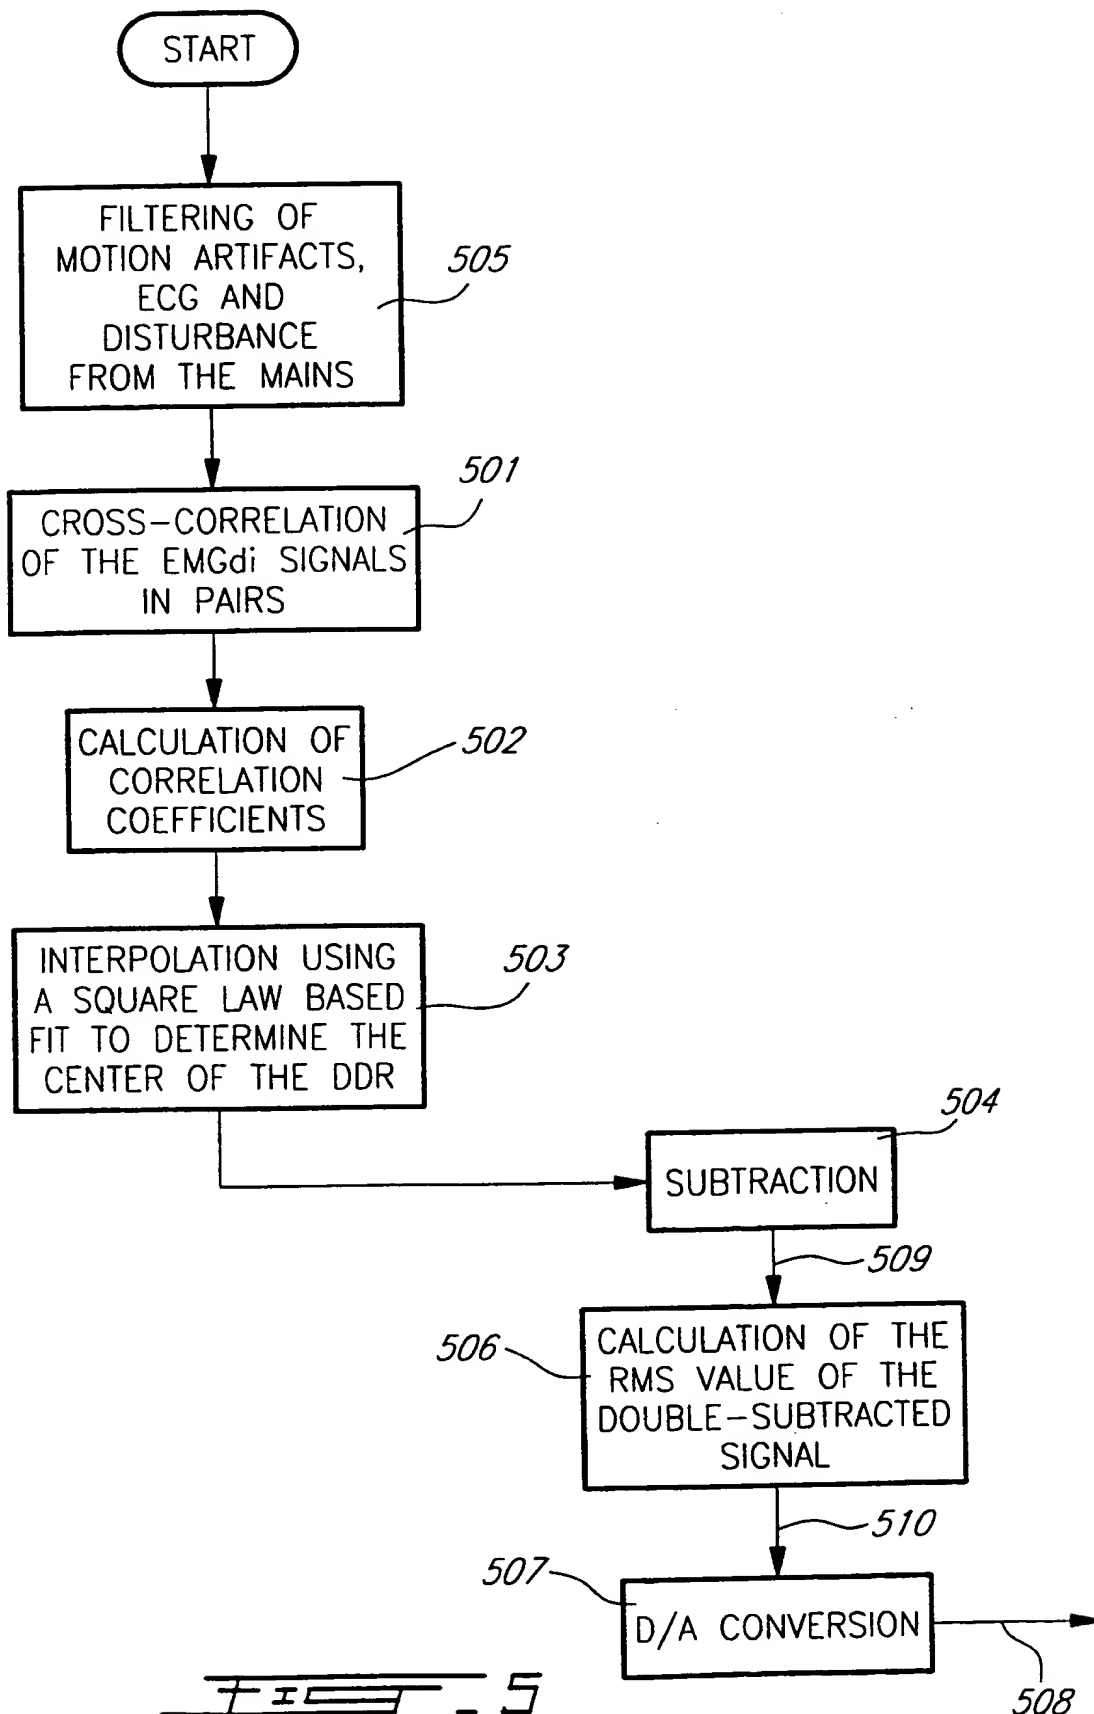 START
FILTERING OF
MOTION ARTIFACTS,
ECG AND
DISTURBANCE
FROM THE MAINS
505
501
CROSS-CORRELATION
OF THE EMGdi SIGNALS
IN PAIRS
CALCULATION OF
CORRELATION
COEFFICIENTS
502
INTERPOLATION USING
A SQUARE LAW BASED
FIT TO DETERMINE THE
CENTER OF THE DDR
503
504
SUBTRACTION
509
506
CALCULATION OF THE
RMS VALUE OF THE
DOUBLE-SUBTRACTED
SIGNAL
510
507
D/A CONVERSION
508
FIG. 5